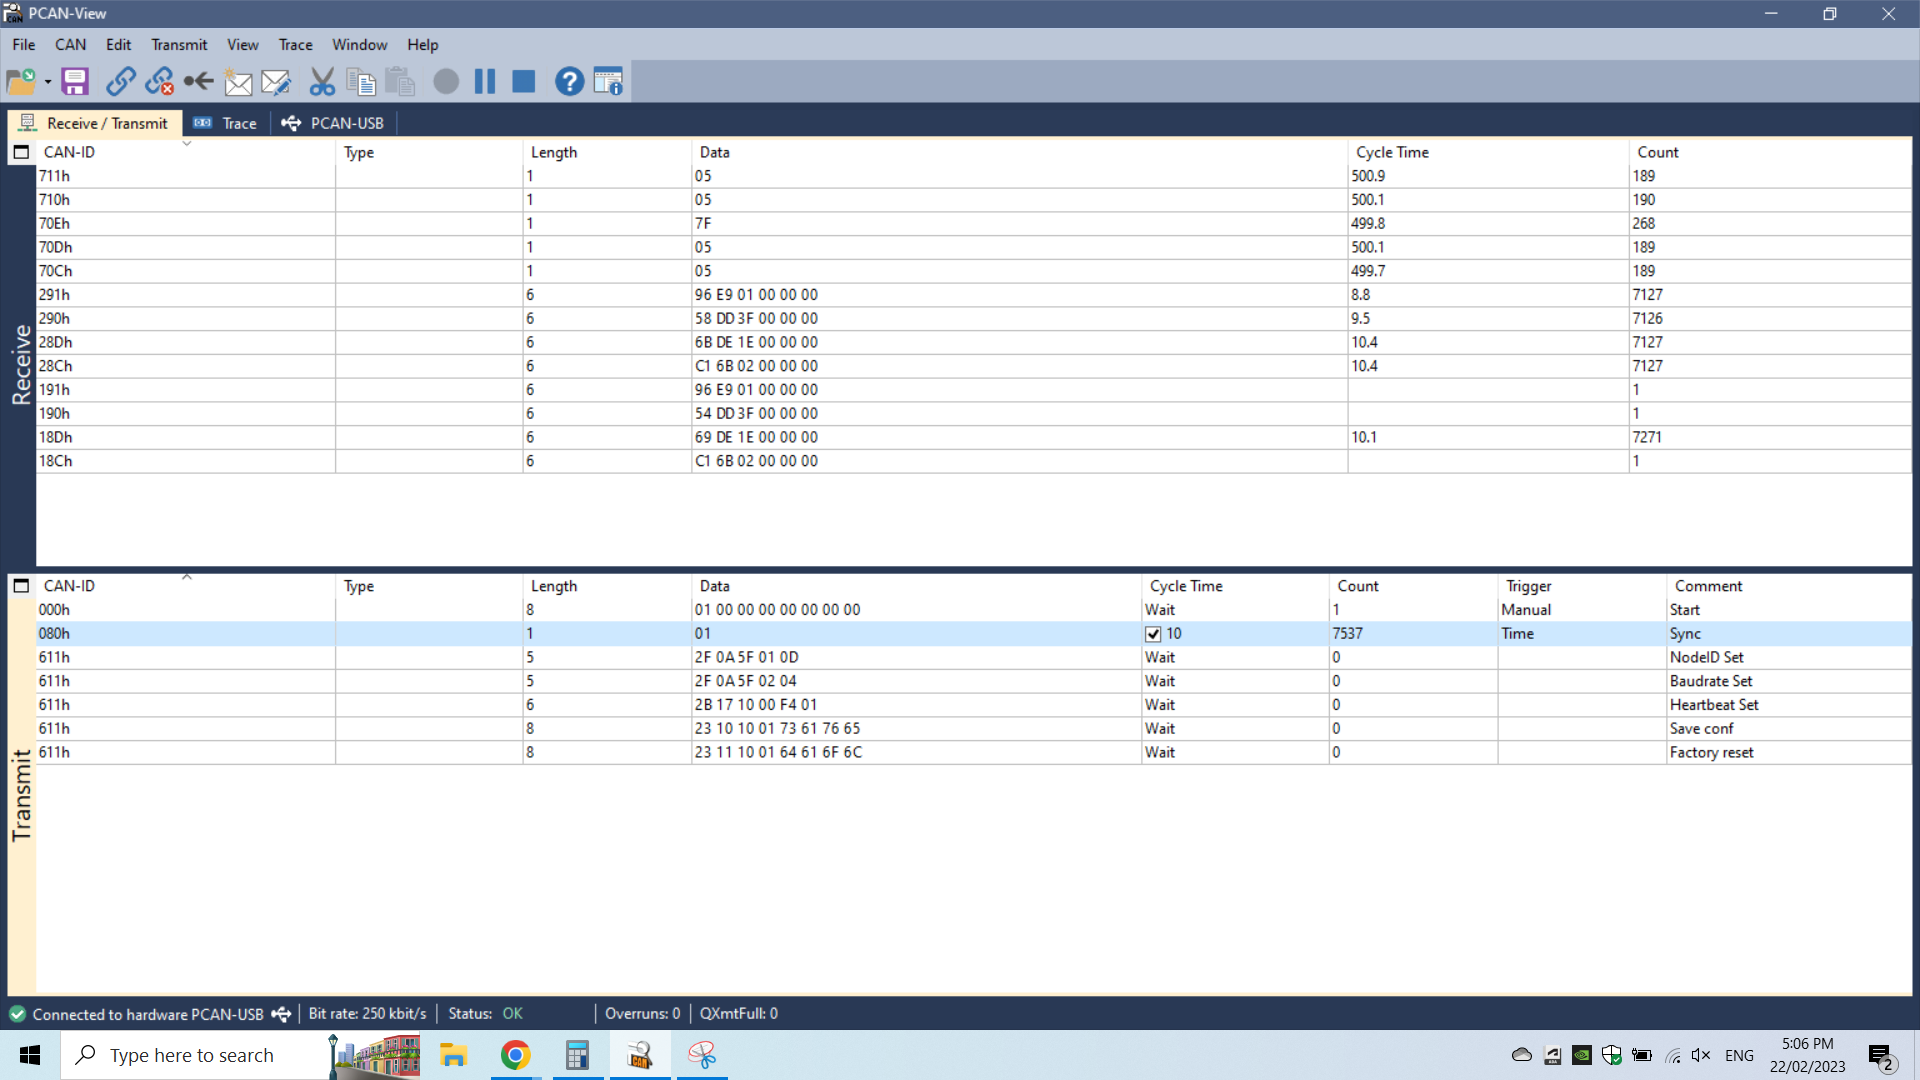 PCAN-View
File CAN Edit Transmit View Trace Window Help
Receive / Transmit Trace PCAN-USB
CAN-ID Type Length Data Cycle Time Count
711h 1 05 500.9 189
710h 1 05 500.1 190
70Eh 1 7F 499.8 268
70Dh 1 05 500.1 189
70Ch 1 05 499.7 189
291h 6 96 E9 01 00 00 00 8.8 7127
290h 6 58 DD 3F 00 00 00 9.5 7126
28Dh 6 6B DE 1E 00 00 00 10.4 7127
28Ch 6 C1 6B 02 00 00 00 10.4 7127
191h 6 96 E9 01 00 00 00 1
190h 6 54 DD 3F 00 00 00 1
18Dh 6 69 DE 1E 00 00 00 10.1 7271
18Ch 6 C1 6B 02 00 00 00 1
Receive
CAN-ID Type Length Data Cycle Time Count Trigger Comment
000h 8 01 00 00 00 00 00 00 00 Wait 1 Manual Start
080h 1 01 10 7537 Time Sync
611h 5 2F 0A 5F 01 0D Wait 0 NodeID Set
611h 5 2F 0A 5F 02 04 Wait 0 Baudrate Set
611h 6 2B 17 10 00 F4 01 Wait 0 Heartbeat Set
611h 8 23 10 10 01 73 61 76 65 Wait 0 Save conf
611h 8 23 11 10 01 64 61 6F 6C Wait 0 Factory reset
Transmit
Connected to hardware PCAN-USB Bit rate: 250 kbit/s Status: OK Overruns: 0 QXmtFull: 0
Type here to search
CAN
ENG
5:06 PM
22/02/2023
2